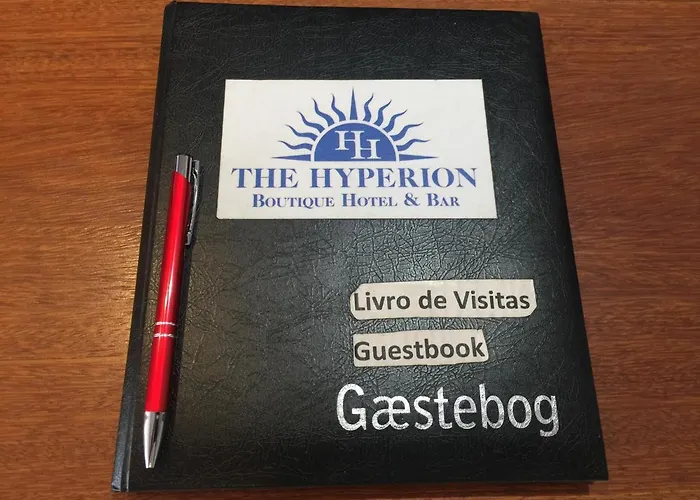 HH
THE HYPERION
BOUTIQUE HOTEL & BAR
Livro de Visitas
Guestbook
Gæstebog